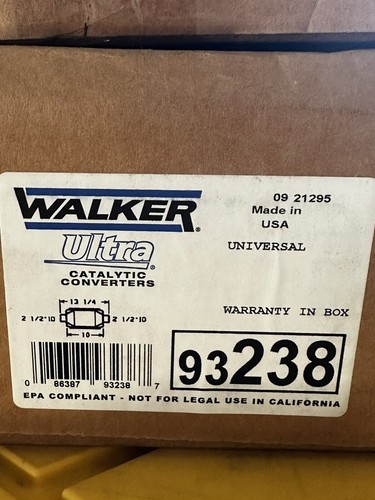 WALKER®
Ultra®
CATALYTIC
CONVERTERS
09 21295
Made in
USA
UNIVERSAL
WARRANTY IN BOX
13 1/4
2 1/2"ID
2 1/2"ID
10
0 86387 93238 7
93238
EPA COMPLIANT - NOT FOR LEGAL USE IN CALIFORNIA